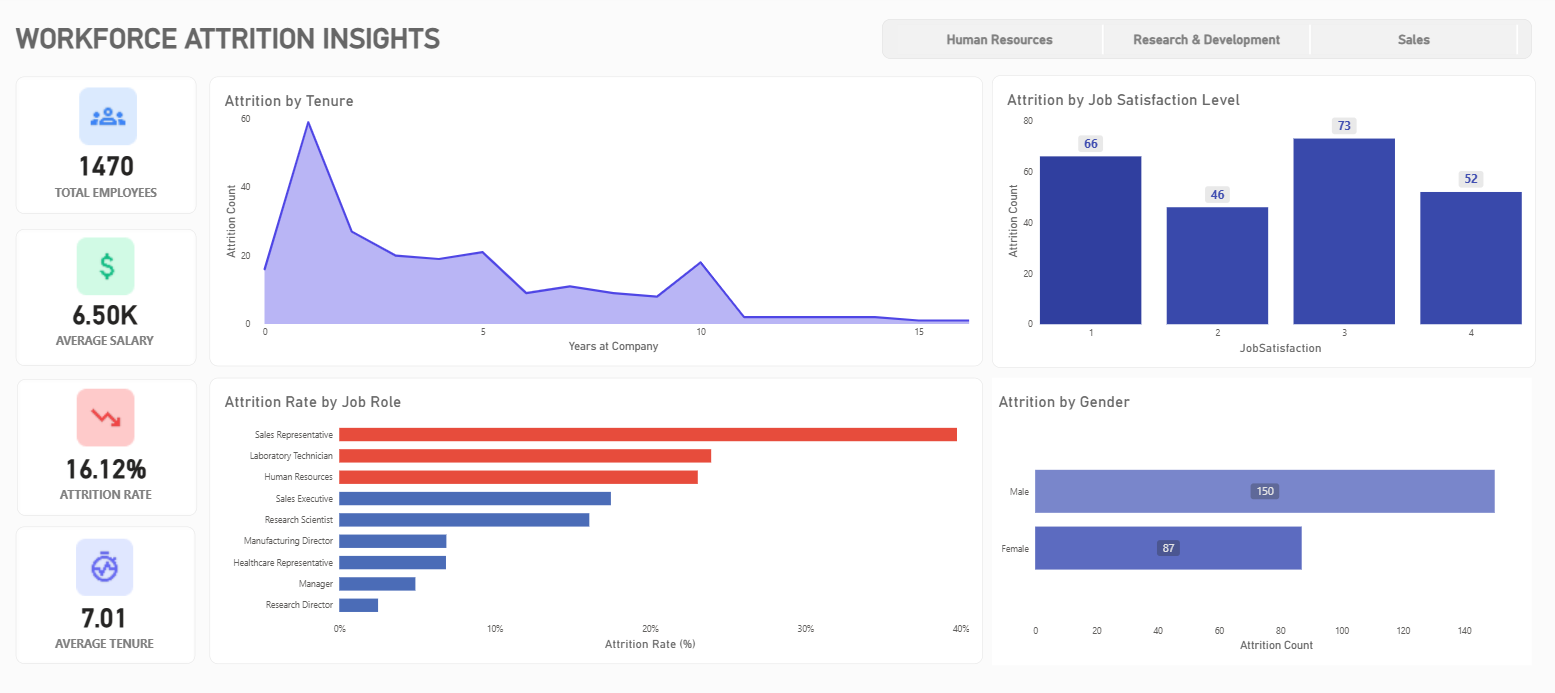 WORKFORCE ATTRITION INSIGHTS
Human Resources
Research & Development
Sales
1470
TOTAL EMPLOYEES
$
6.50K
AVERAGE SALARY
16.12%
ATTRITION RATE
7.01
AVERAGE TENURE
Attrition by Tenure
Attrition Count
60
40
20
0
0
5
10
15
Years at Company
Attrition by Job Satisfaction Level
Attrition Count
80
60
40
20
0
66
46
73
52
1
2
3
4
JobSatisfaction
Attrition Rate by Job Role
Sales Representative
Laboratory Technician
Human Resources
Sales Executive
Research Scientist
Manufacturing Director
Healthcare Representative
Manager
Research Director
0%
10%
20%
30%
40%
Attrition Rate (%)
Attrition by Gender
Male
150
Female
87
0
20
40
60
80
100
120
140
Attrition Count